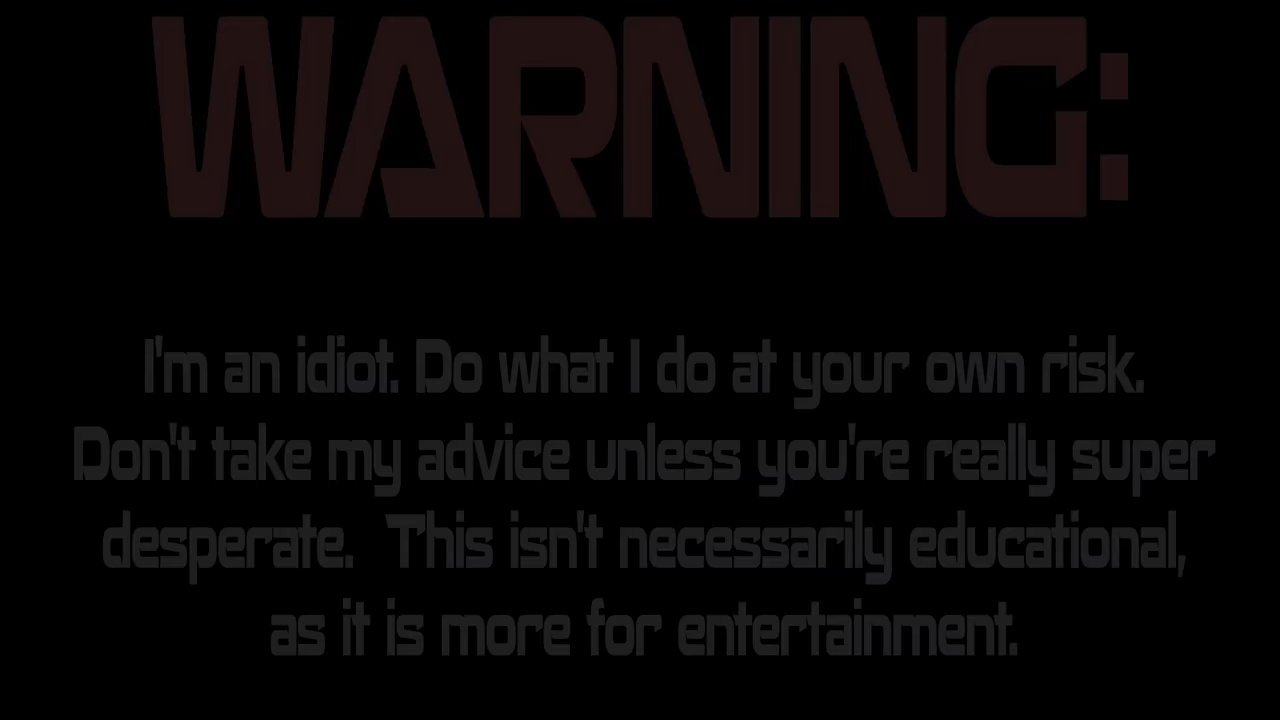 WARNING:
I'm an idiot. Do what I do at your own risk.
Don't take my advice unless you're really super
desperate.  This isn't necessarily educational,
as it is more for entertainment.